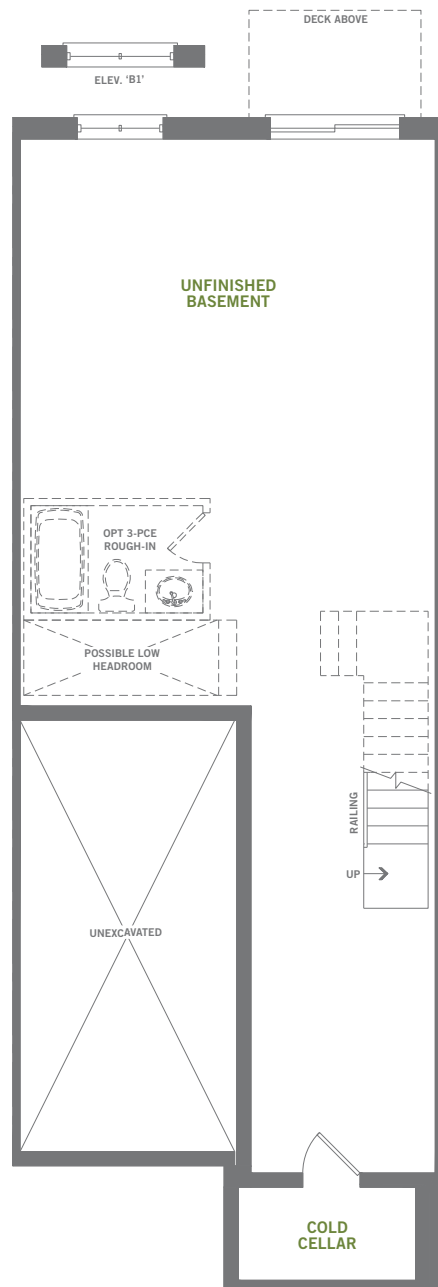 DECK ABOVE
ELEV. 'B1'
UNFINISHED
BASEMENT
OPT 3-PCE
ROUGH-IN
POSSIBLE LOW
HEADROOM
RAILING
UP
UNEXCAVATED
COLD
CELLAR